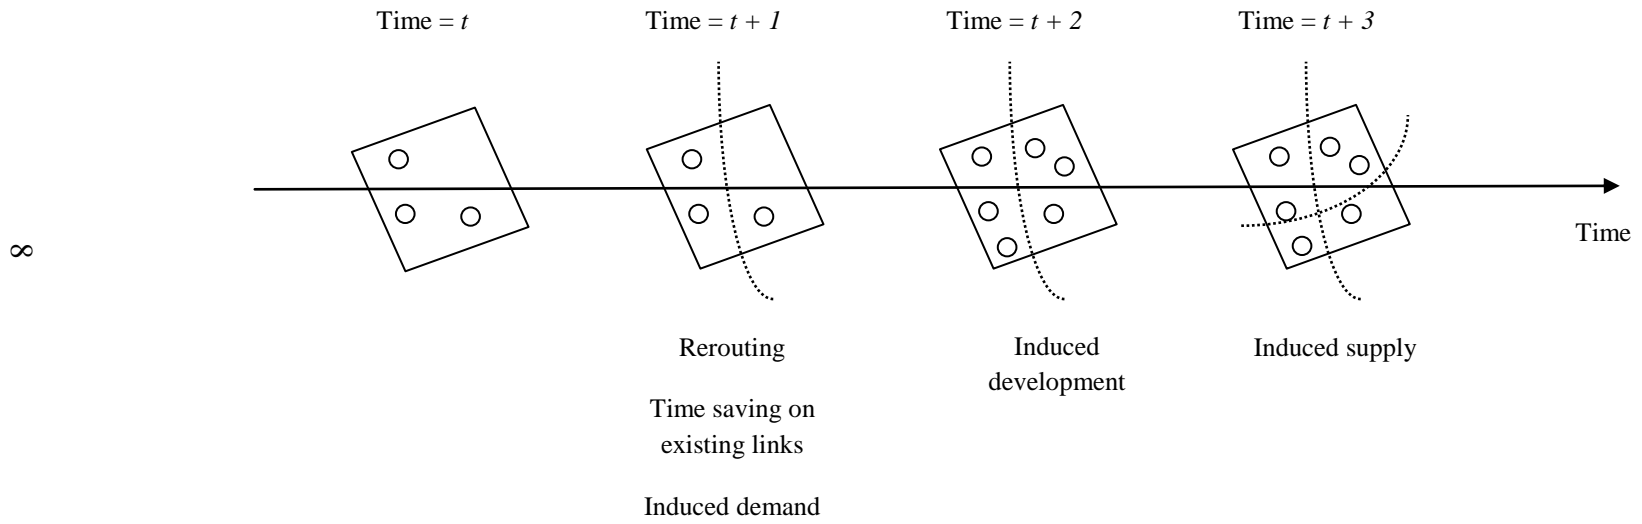 Time = t
Time = t + 1
Time = t + 2
Time = t + 3
Time
∞
Rerouting
Time saving on
existing links
Induced demand
Induced
development
Induced supply